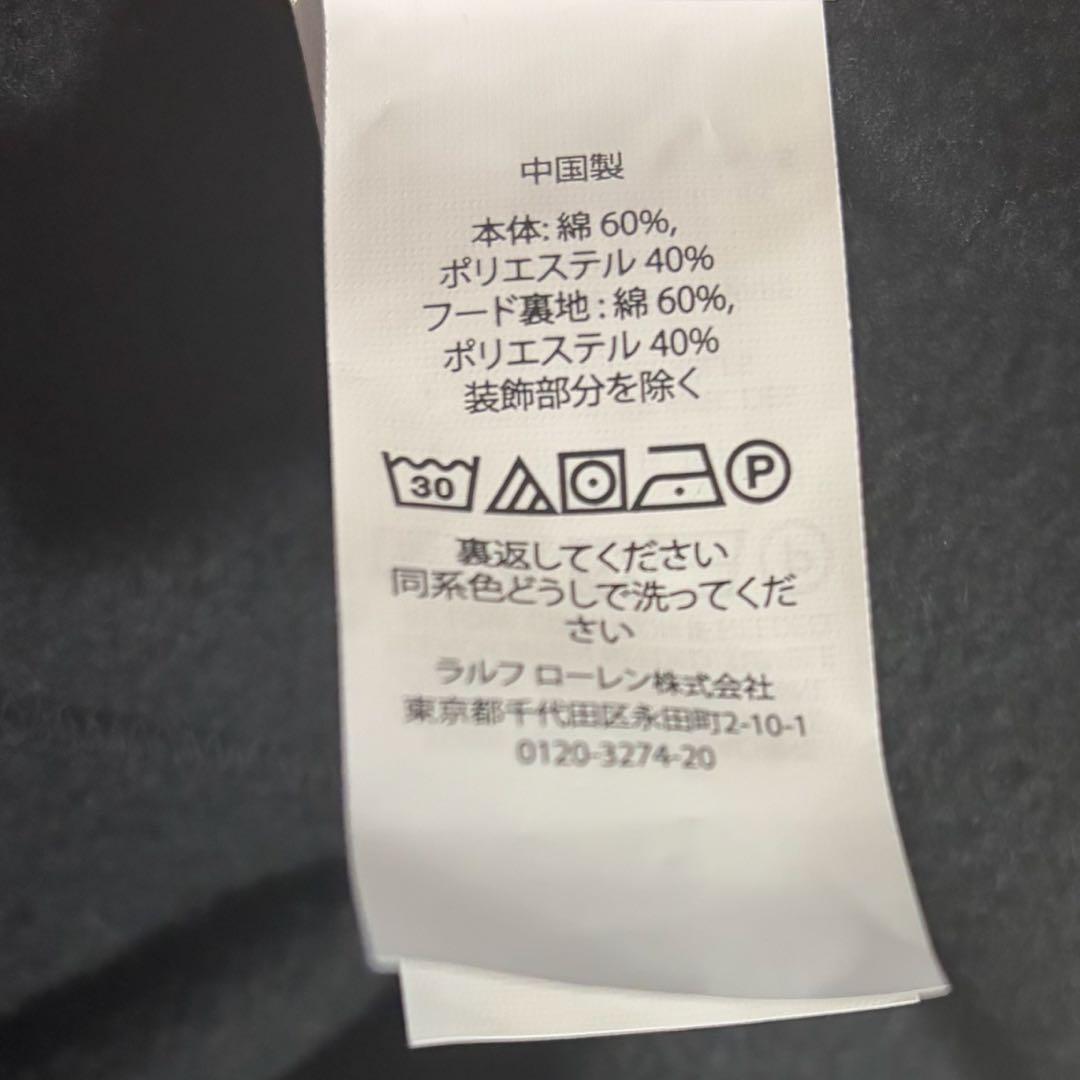 中国製
本体: 綿 60%,
ポリエステル 40%
フード裏地 : 綿 60%,
ポリエステル 40%
装飾部分を除く
30 P
裏返してください
同系色どうしで洗ってくだ
さい
ラルフ ローレン株式会社
東京都千代田区永田町2-10-1
0120-3274-20